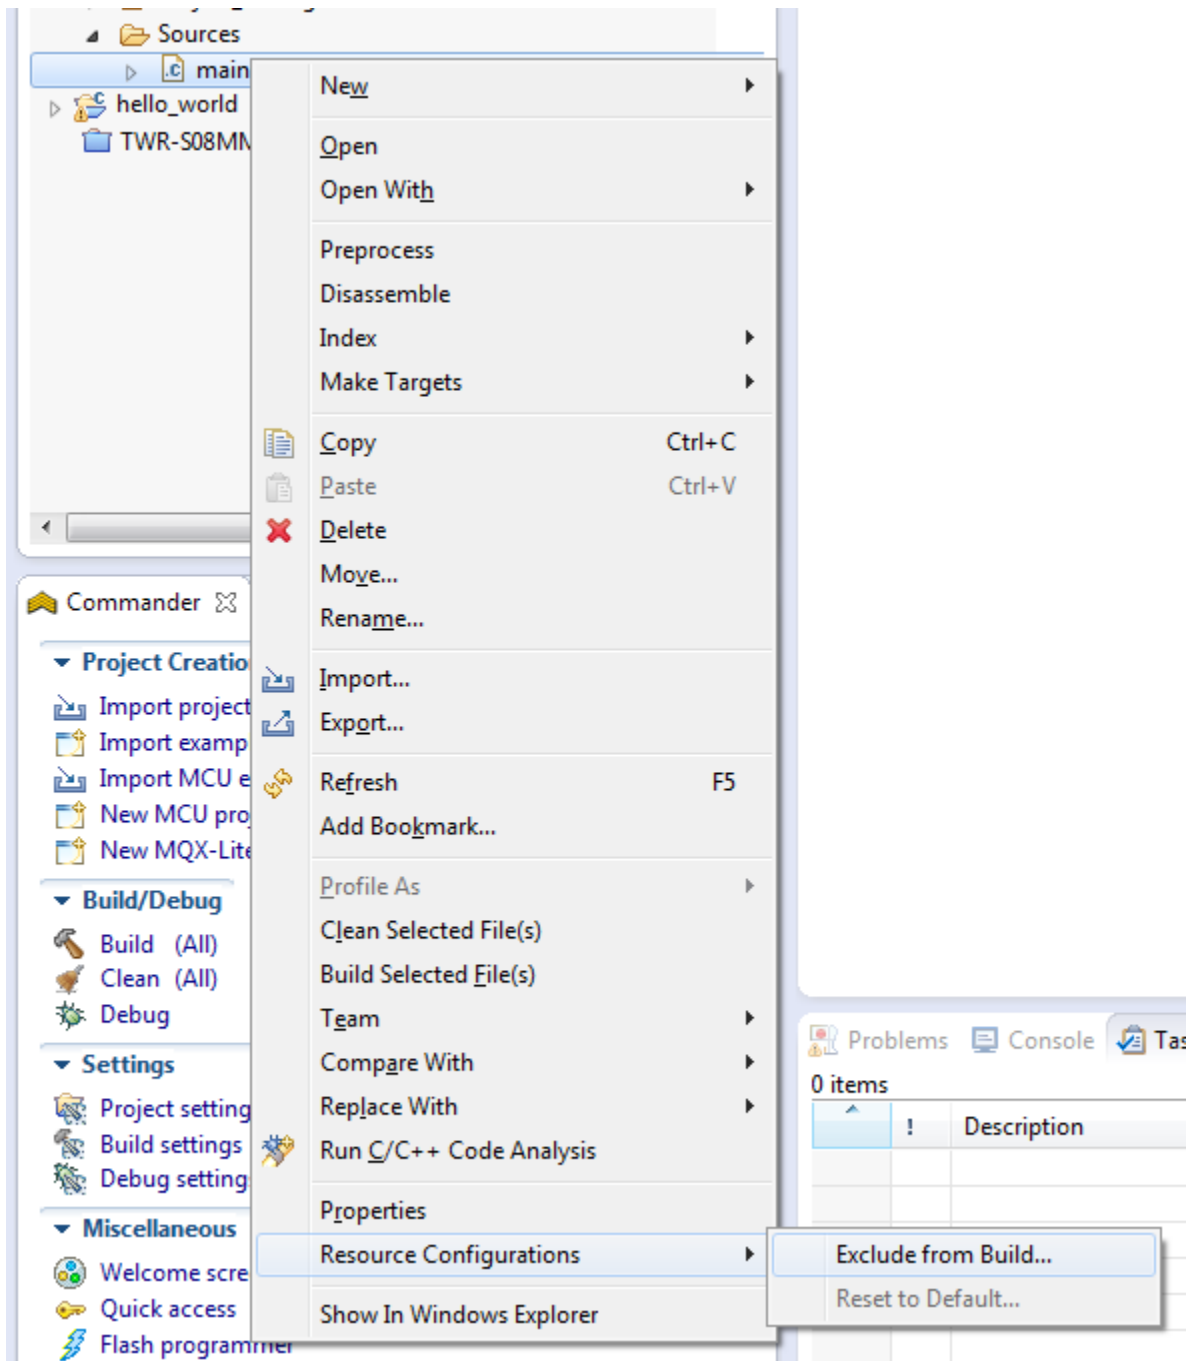 Sources
main
hello_world
TWR-S08MM
New
Open
Open With
Preprocess
Disassemble
Index
Make Targets
Copy Ctrl+C
Paste Ctrl+V
Delete
Move...
Rename...
Import...
Export...
Refresh F5
Add Bookmark...
Profile As
Clean Selected File(s)
Build Selected File(s)
Team
Compare With
Replace With
Run C/C++ Code Analysis
Properties
Resource Configurations
Show In Windows Explorer
Exclude from Build...
Reset to Default...
Commander
Project Creatio
Import project
Import examp
Import MCU e
New MCU proj
New MQX-Lite
Build/Debug
Build (All)
Clean (All)
Debug
Settings
Project setting
Build settings
Debug setting
Miscellaneous
Welcome scre
Quick access
Flash programmer
Problems Console Tas
0 items
! Description